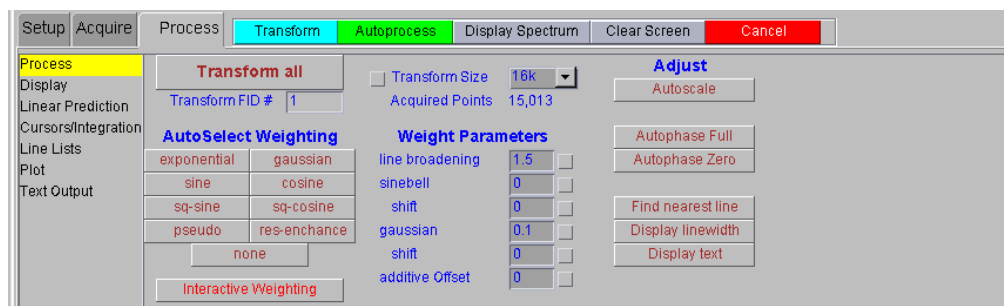 Setup Acquire Process Transform Autoprocess Display Spectrum Clear Screen Cancel
Process
Display
Linear Prediction
Cursors/Integration
Line Lists
Plot
Text Output
Transform all
Transform FID # 1
AutoSelect Weighting
exponential gaussian
sine cosine
sq-sine sq-cosine
pseudo res-enchance
none
Interactive Weighting
Transform Size 16k
Acquired Points 15,013
Weight Parameters
line broadening 1.5
sinebell 0
shift 0
gaussian 0.1
shift 0
additive Offset 0
Adjust
Autoscale
Autophase Full
Autophase Zero
Find nearest line
Display linewidth
Display text